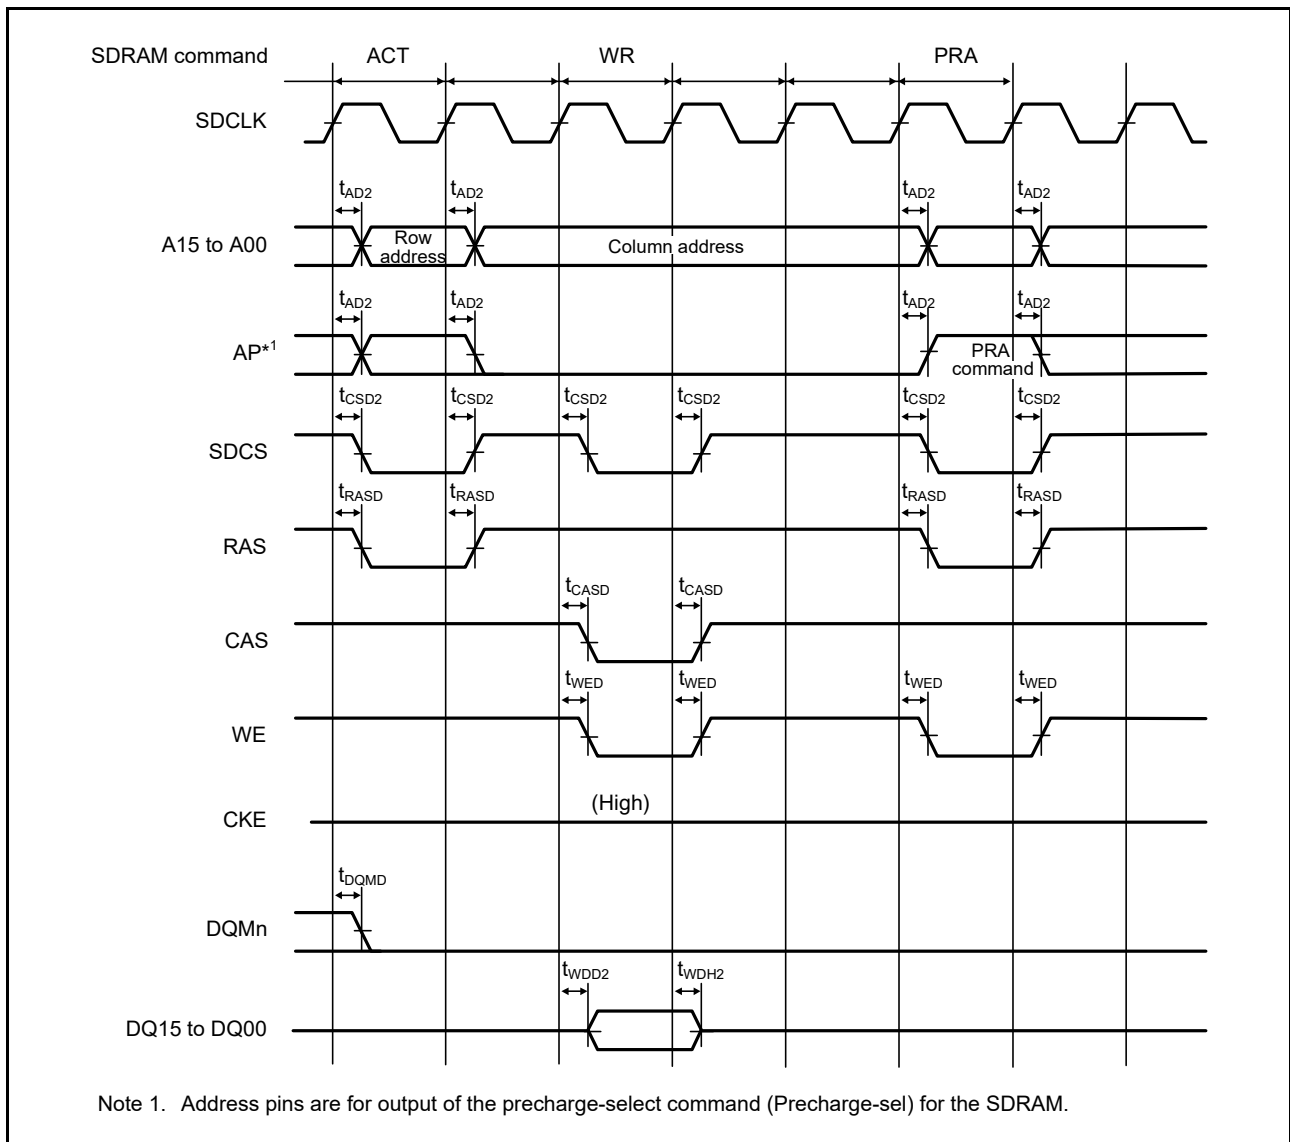 SDRAM command ACT WR PRA
SDCLK
tAD2 tAD2 tAD2 tAD2
A15 to A00 Row address Column address
tAD2 tAD2 tAD2 tAD2
AP*1 PRA command
tCSD2 tCSD2 tCSD2 tCSD2 tCSD2 tCSD2
SDCS
tRASD tRASD tRASD tRASD
RAS
tCASD tCASD
CAS
tWED tWED tWED tWED
WE
(High)
CKE
tDQMD
DQMn
tWDD2 tWDH2
DQ15 to DQ00
Note 1. Address pins are for output of the precharge-select command (Precharge-sel) for the SDRAM.